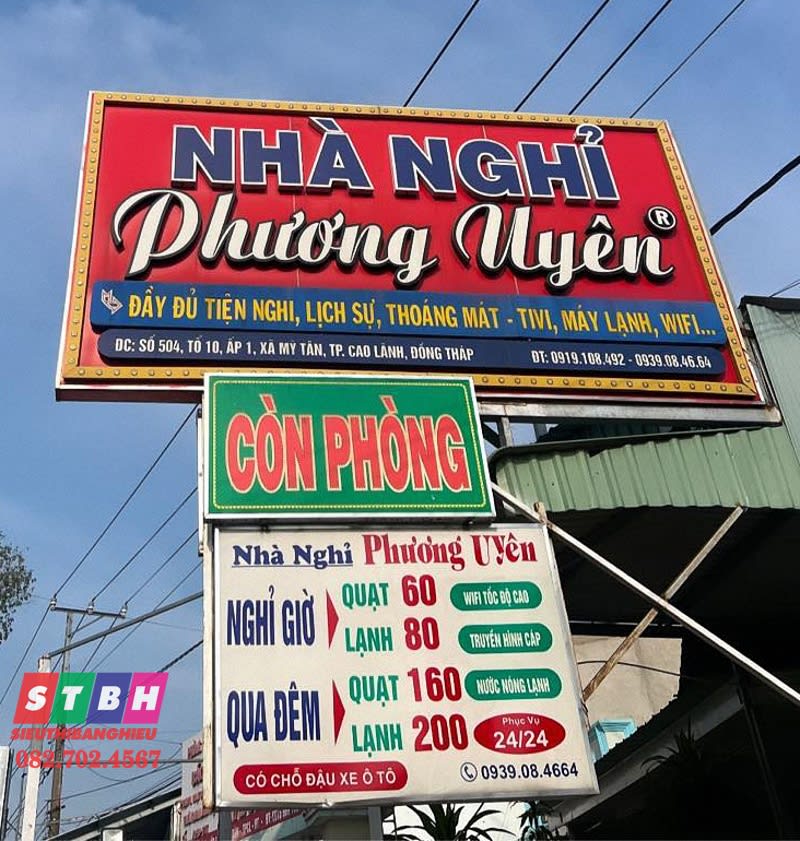 NHÀ NGHỈ
Phương Uyên ®
ĐẦY ĐỦ TIỆN NGHI, LỊCH SỰ, THOÁNG MÁT - TIVI, MÁY LẠNH, WIFI...
ĐC: SỐ 504, TỔ 10, ẤP 1, XÃ MỸ TÂN, TP. CAO LÃNH, ĐỒNG THÁP ĐT: 0919.108.492 - 0939.08.46.64
CÒN PHÒNG
Nhà Nghỉ Phương Uyên
NGHỈ GIỜ
QUẠT 60 WIFI TỐC ĐỘ CAO
LẠNH 80 TRUYỀN HÌNH CÁP
QUA ĐÊM
QUẠT 160 NƯỚC NÓNG LẠNH
LẠNH 200 Phục Vụ 24/24
CÓ CHỖ ĐẬU XE Ô TÔ
0939.08.4664
STBH
SIEUTHIBANGHIEU
082.702.4567